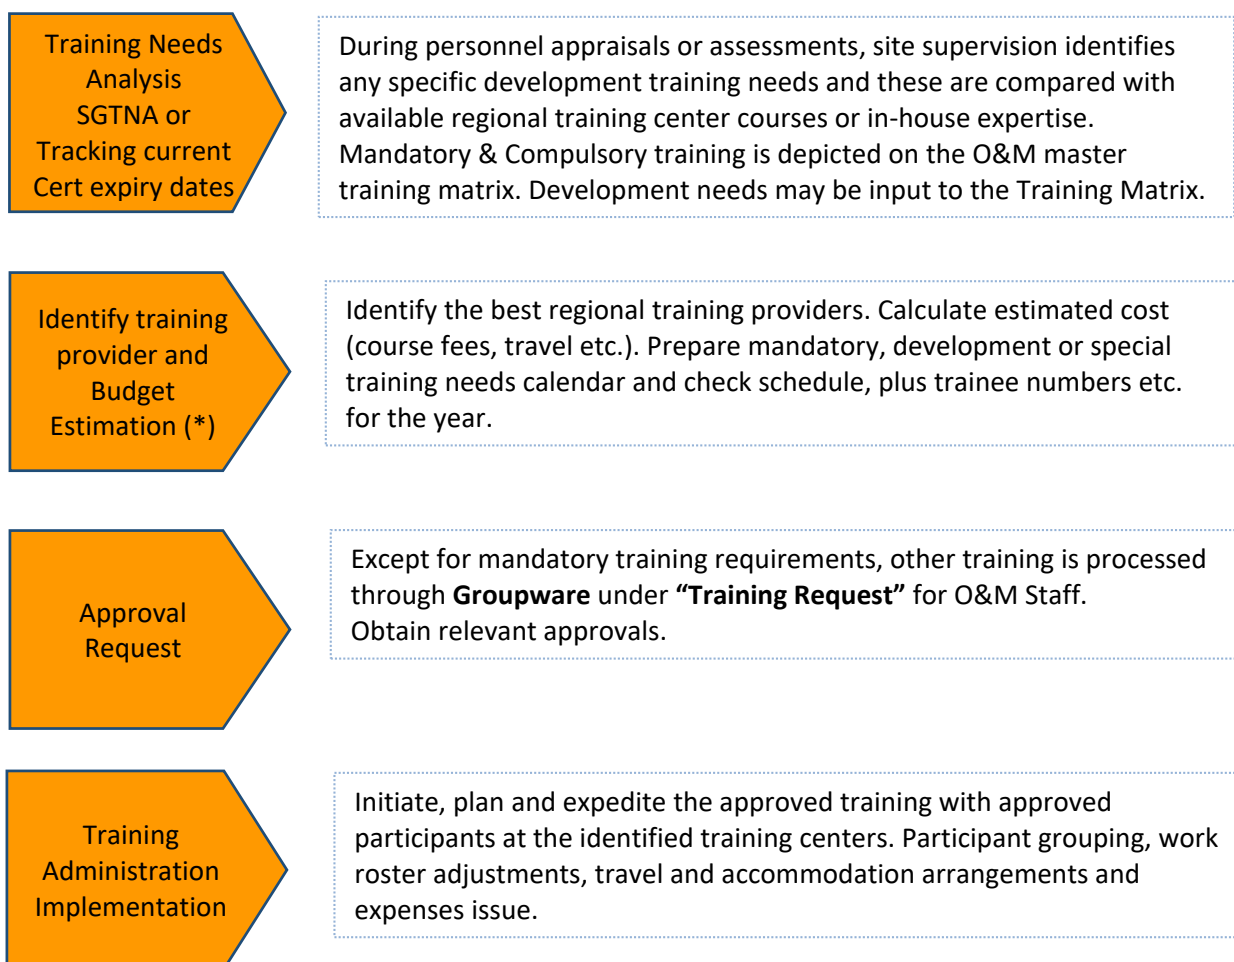 Training Needs
Analysis
SGTNA or
Tracking current
Cert expiry dates
During personnel appraisals or assessments, site supervision identifies
any specific development training needs and these are compared with
available regional training center courses or in-house expertise.
Mandatory & Compulsory training is depicted on the O&M master
training matrix. Development needs may be input to the Training Matrix.
Identify training
provider and
Budget
Estimation (*)
Identify the best regional training providers. Calculate estimated cost
(course fees, travel etc.). Prepare mandatory, development or special
training needs calendar and check schedule, plus trainee numbers etc.
for the year.
Approval
Request
Except for mandatory training requirements, other training is processed
through Groupware under “Training Request” for O&M Staff.
Obtain relevant approvals.
Training
Administration
Implementation
Initiate, plan and expedite the approved training with approved
participants at the identified training centers. Participant grouping, work
roster adjustments, travel and accommodation arrangements and
expenses issue.